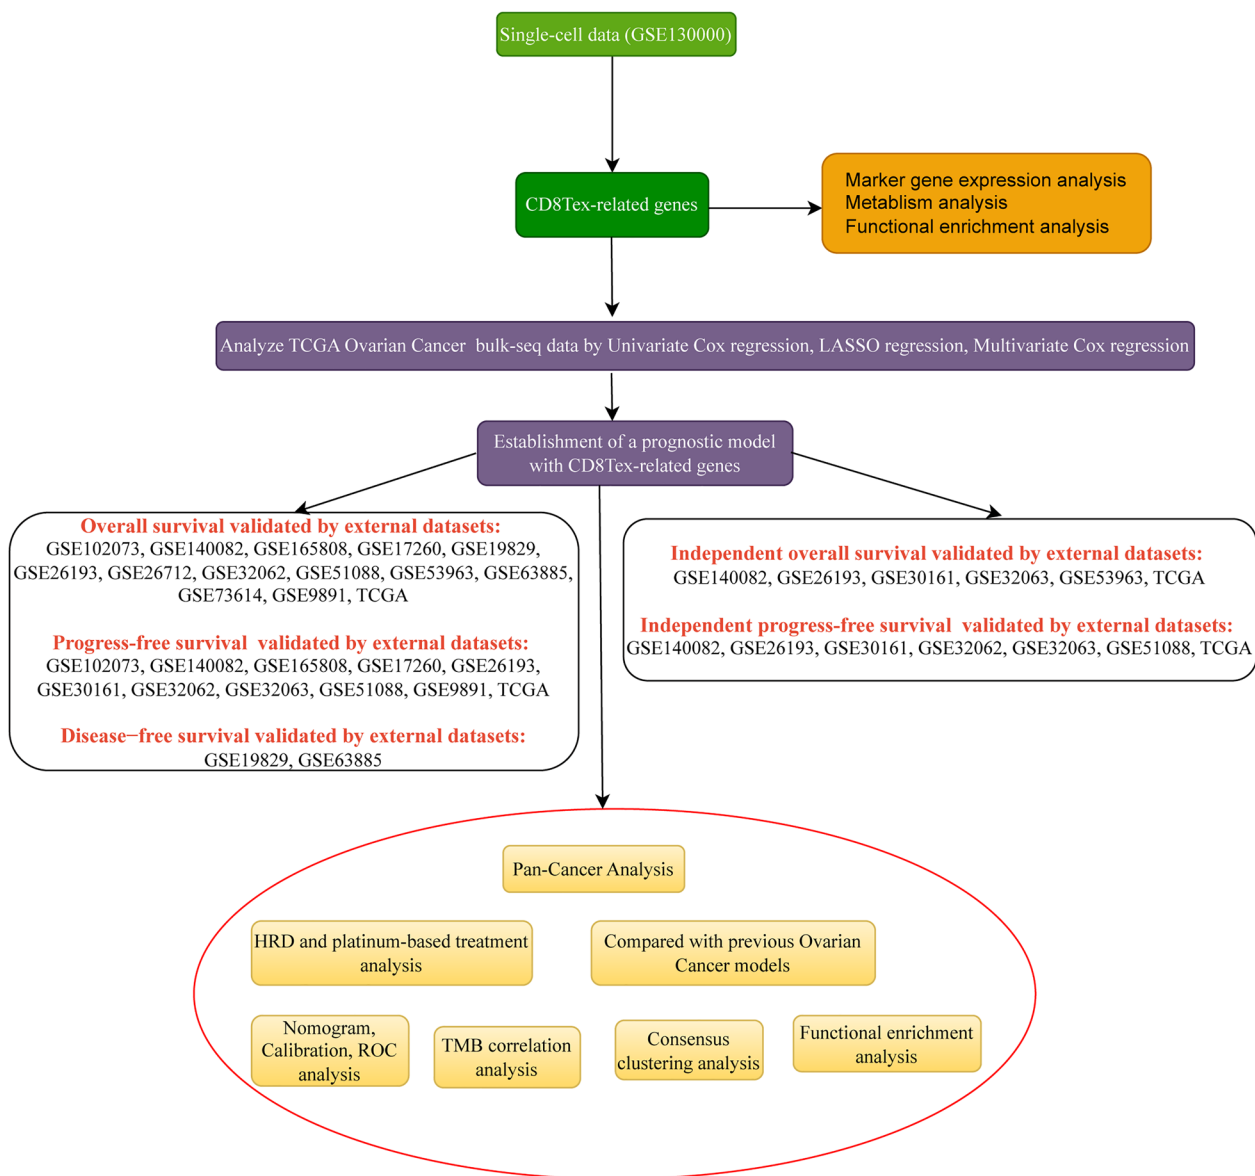 Single-cell data (GSE130000)
CD8Tex-related genes
Marker gene expression analysis
Metablism analysis
Functional enrichment analysis
Analyze TCGA Ovarian Cancer bulk-seq data by Univariate Cox regression, LASSO regression, Multivariate Cox regression
Establishment of a prognostic model
with CD8Tex-related genes
Overall survival validated by external datasets:
GSE102073, GSE140082, GSE165808, GSE17260, GSE19829,
GSE26193, GSE26712, GSE32062, GSE51088, GSE53963, GSE63885,
GSE73614, GSE9891, TCGA
Progress-free survival validated by external datasets:
GSE102073, GSE140082, GSE165808, GSE17260, GSE26193,
GSE30161, GSE32062, GSE32063, GSE51088, GSE9891, TCGA
Disease−free survival validated by external datasets:
GSE19829, GSE63885
Independent overall survival validated by external datasets:
GSE140082, GSE26193, GSE30161, GSE32063, GSE53963, TCGA
Independent progress-free survival validated by external datasets:
GSE140082, GSE26193, GSE30161, GSE32062, GSE32063, GSE51088, TCGA
Pan-Cancer Analysis
HRD and platinum-based treatment
analysis
Compared with previous Ovarian
Cancer models
Nomogram,
Calibration, ROC
analysis
TMB correlation
analysis
Consensus
clustering analysis
Functional enrichment
analysis